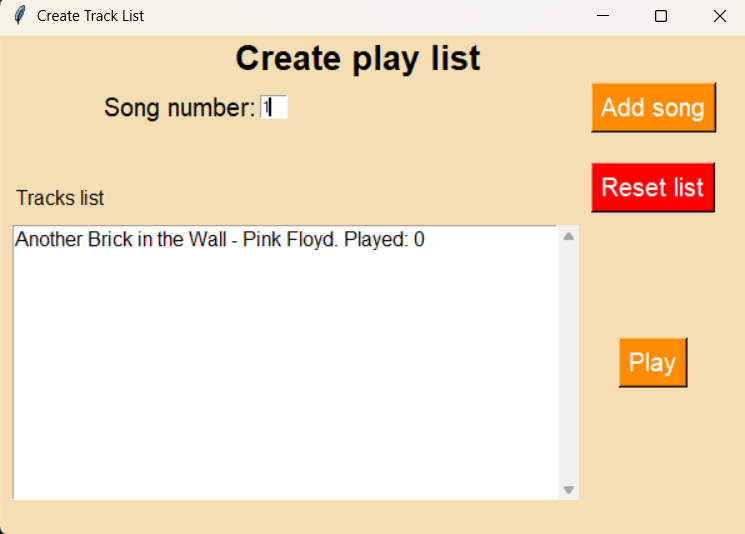 Create Track List
Create play list
Song number: 1
Add song
Reset list
Tracks list
Another Brick in the Wall - Pink Floyd. Played: 0
Play